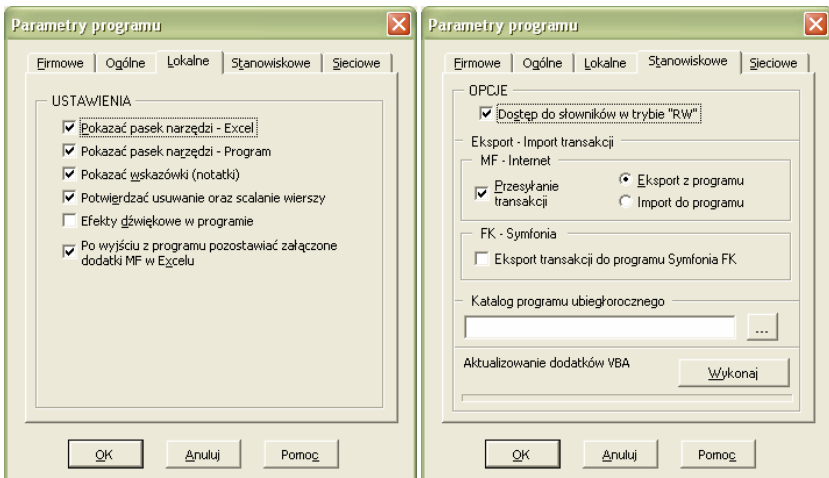 Parametry programu
Firmowe Ogólne Lokalne Stanowiskowe Sieciowe
USTAWIENIA
Pokazać pasek narzędzi - Excel
Pokazać pasek narzędzi - Program
Pokazać wskazówki (notatki)
Potwierdzać usuwanie oraz scalanie wierszy
Efekty dźwiękowe w programie
Po wyjściu z programu pozostawiać załączone
dodatki MF w Excelu
OK Anuluj Pomoc
Parametry programu
Firmowe Ogólne Lokalne Stanowiskowe Sieciowe
OPCJE
Dostęp do słowników w trybie "RW"
Eksport - Import transakcji
MF - Internet
Przesyłanie
transakcji
Eksport z programu
Import do programu
FK - Symfonia
Eksport transakcji do programu Symfonia FK
Katalog programu ubiegłorocznego
...
Aktualizowanie dodatków VBA
Wykonaj
OK Anuluj Pomoc